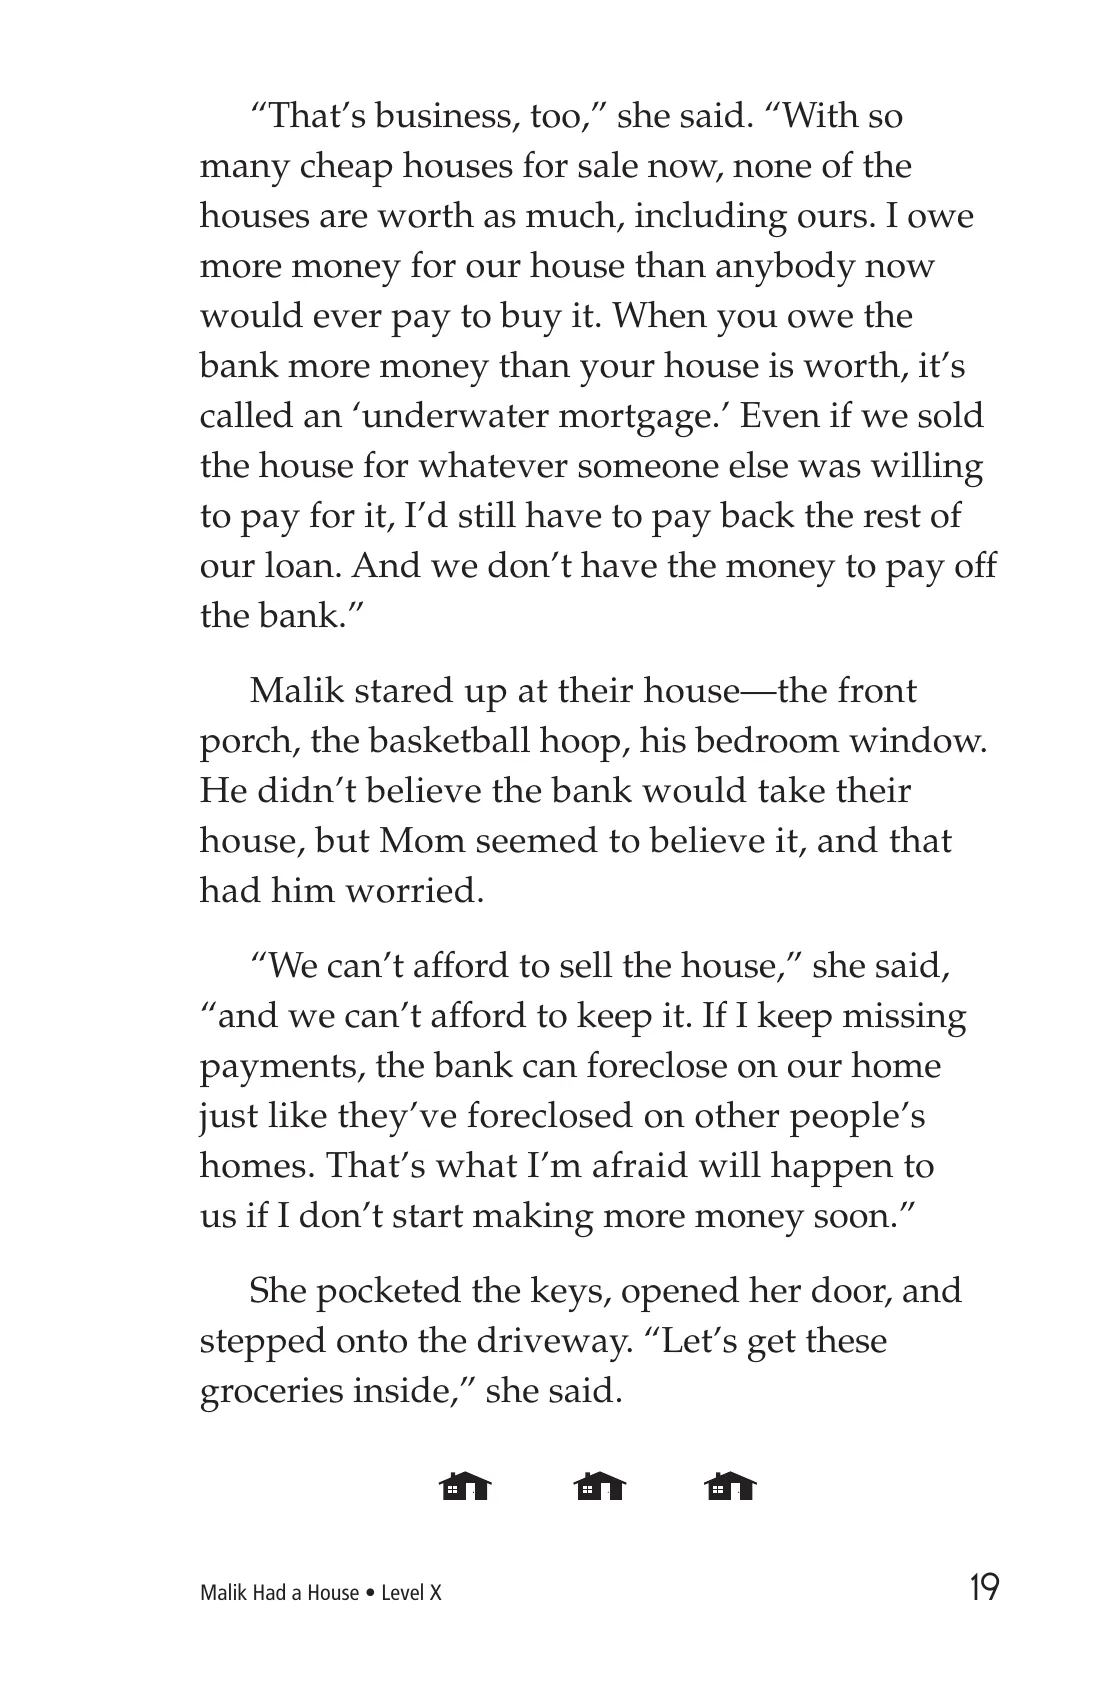 “That’s business, too,” she said. “With so
many cheap houses for sale now, none of the
houses are worth as much, including ours. I owe
more money for our house than anybody now
would ever pay to buy it. When you owe the
bank more money than your house is worth, it’s
called an ‘underwater mortgage.’ Even if we sold
the house for whatever someone else was willing
to pay for it, I’d still have to pay back the rest of
our loan. And we don’t have the money to pay off
the bank.”
Malik stared up at their house—the front
porch, the basketball hoop, his bedroom window.
He didn’t believe the bank would take their
house, but Mom seemed to believe it, and that
had him worried.
“We can’t afford to sell the house,” she said,
“and we can’t afford to keep it. If I keep missing
payments, the bank can foreclose on our home
just like they’ve foreclosed on other people’s
homes. That’s what I’m afraid will happen to
us if I don’t start making more money soon.”
She pocketed the keys, opened her door, and
stepped onto the driveway. “Let’s get these
groceries inside,” she said.
Malik Had a House • Level X
19